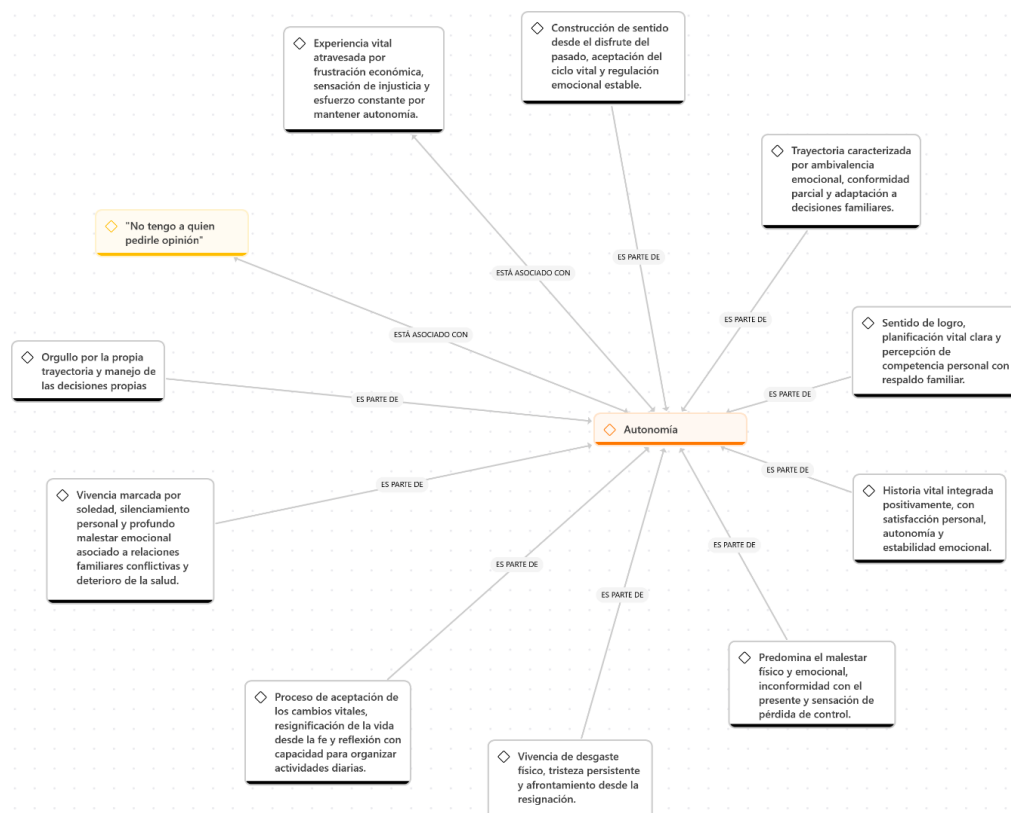 Experiencia vital
atravesada por
frustración económica,
sensación de injusticia y
esfuerzo constante por
mantener autonomía.
Construcción de sentido
desde el disfrute del
pasado, aceptación del
ciclo vital y regulación
emocional estable.
Trayectoria caracterizada
por ambivalencia
emocional, conformidad
parcial y adaptación a
decisiones familiares.
"No tengo a quien
pedirle opinión"
ES PARTE DE
ESTÁ ASOCIADO CON
ES PARTE DE
ESTÁ ASOCIADO CON
Sentido de logro,
planificación vital clara y
percepción de
competencia personal con
respaldo familiar.
Orgullo por la propia
trayectoria y manejo de
las decisiones propias
ES PARTE DE
ES PARTE DE
Autonomía
ES PARTE DE
ES PARTE DE
Vivencia marcada por
soledad, silenciamiento
personal y profundo
malestar emocional
asociado a relaciones
familiares conflictivas y
deterioro de la salud.
Historia vital integrada
positivamente, con
satisfacción personal,
autonomía y
estabilidad emocional.
ES PARTE DE
ES PARTE DE
ES PARTE DE
Predomina el malestar
físico y emocional,
inconformidad con el
presente y sensación de
pérdida de control.
Proceso de aceptación de
los cambios vitales,
resignificación de la vida
desde la fe y reflexión con
capacidad para organizar
actividades diarias.
Vivencia de desgaste
físico, tristeza persistente
y afrontamiento desde la
resignación.